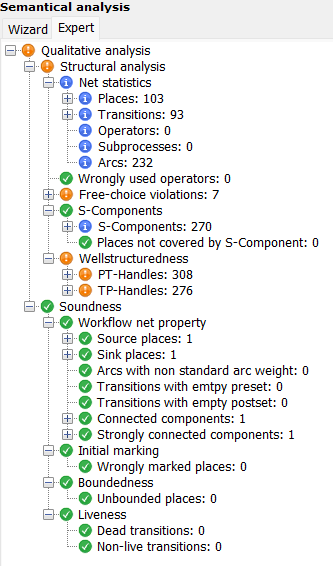 Semantical analysis
Wizard Expert
Qualitative analysis
Structural analysis
Net statistics
Places: 103
Transitions: 93
Operators: 0
Subprocesses: 0
Arcs: 232
Wrongly used operators: 0
Free-choice violations: 7
S-Components
S-Components: 270
Places not covered by S-Component: 0
Wellstructuredness
PT-Handles: 308
TP-Handles: 276
Soundness
Workflow net property
Source places: 1
Sink places: 1
Arcs with non standard arc weight: 0
Transitions with emtpy preset: 0
Transitions with empty postset: 0
Connected components: 1
Strongly connected components: 1
Initial marking
Wrongly marked places: 0
Boundedness
Unbounded places: 0
Liveness
Dead transitions: 0
Non-live transitions: 0